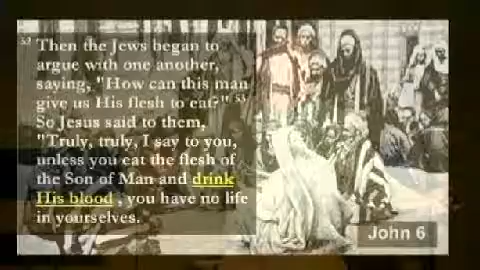 52 Then the Jews began to
argue with one another,
saying, "How can this man
give us His flesh to eat?" 53
So Jesus said to them,
"Truly, truly, I say to you,
unless you eat the flesh of
the Son of Man and drink
His blood , you have no life
in yourselves.
John 6